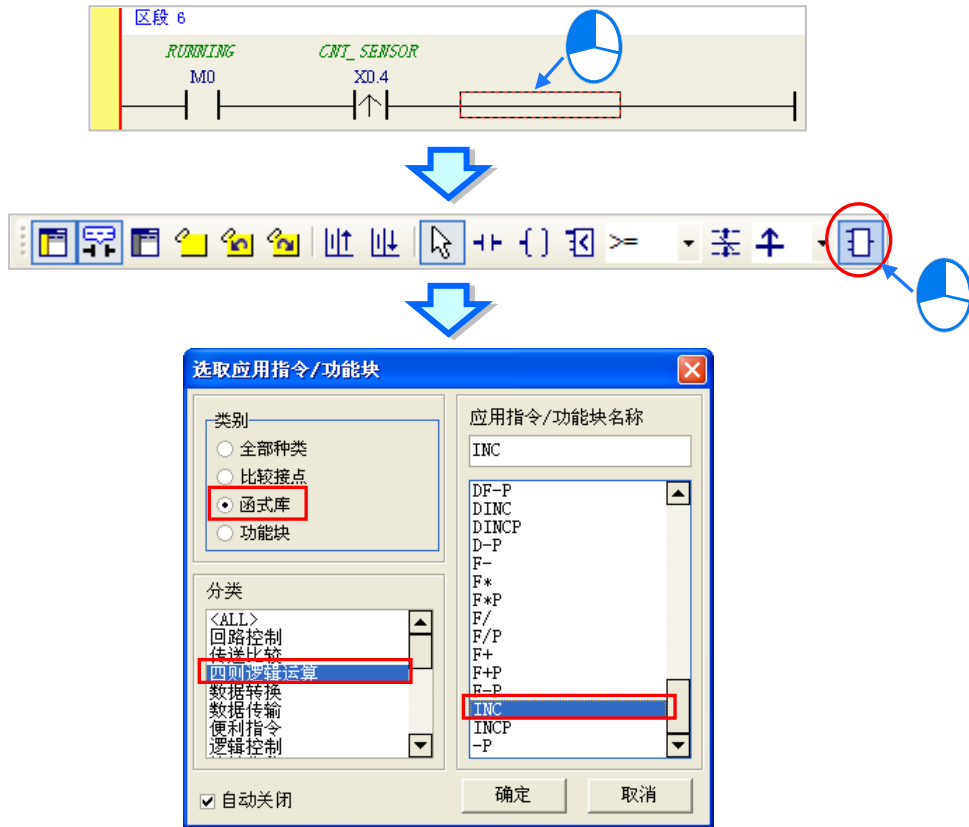 区段 6
RUNNING CNT_SENSOR
M0 X0.4
>=
选取应用指令/功能块
类别
全部种类
比较接点
函式库
功能块
分类
<ALL>
回路控制
传送比较
四则逻辑运算
数据转换
数据传输
便利指令
逻辑控制
自动关闭
应用指令/功能块名称
INC
DF-P
DINC
DINCP
D-P
F-
F*
F*P
F/
F/P
F+
F+P
F-P
INC
INCP
-P
确定 取消